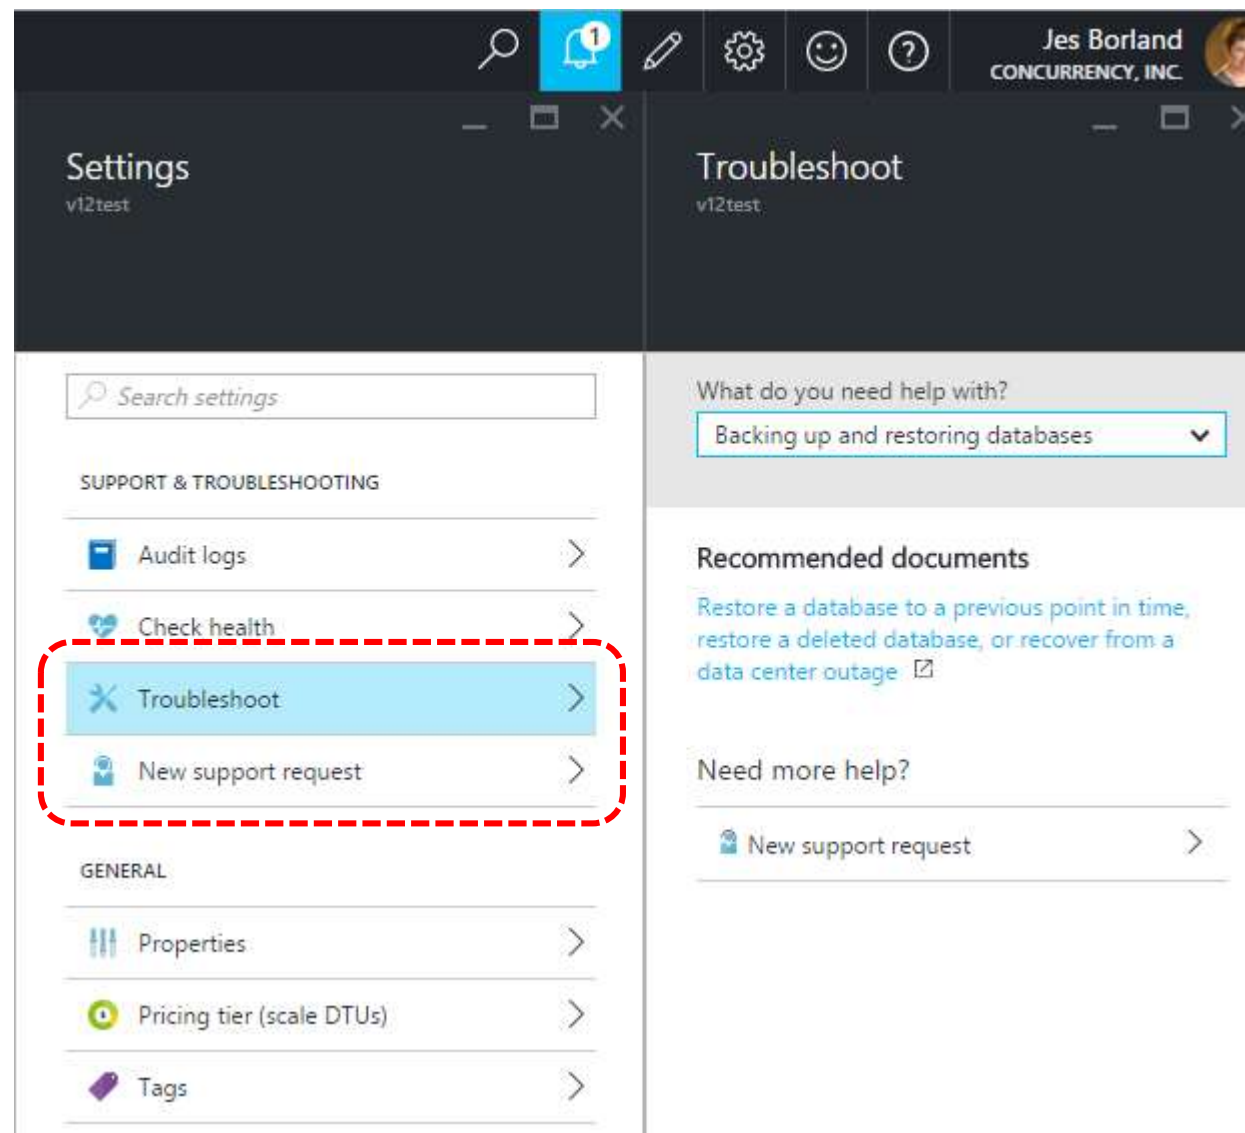 1
Jes Borland
CONCURRENCY, INC.
Settings
v12test
Search settings
SUPPORT & TROUBLESHOOTING
Audit logs
Check health
Troubleshoot
New support request
GENERAL
Properties
Pricing tier (scale DTUs)
Tags
Troubleshoot
v12test
What do you need help with?
Backing up and restoring databases
Recommended documents
Restore a database to a previous point in time,
restore a deleted database, or recover from a
data center outage
Need more help?
New support request